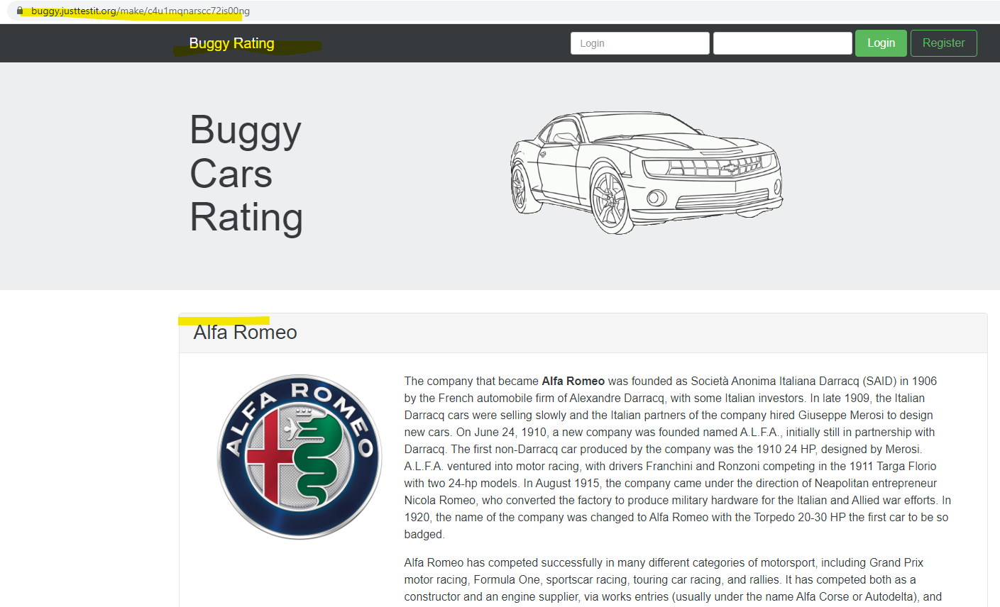 buggy.justtestit.org/make/c4u1mqnarscc72is00ng
Buggy Rating
Login
Login
Register
Buggy
Cars
Rating
Alfa Romeo
ALFA ROMEO
The company that became Alfa Romeo was founded as Società Anonima Italiana Darracq (SAID) in 1906
by the French automobile firm of Alexandre Darracq, with some Italian investors. In late 1909, the Italian
Darracq cars were selling slowly and the Italian partners of the company hired Giuseppe Merosi to design
new cars. On June 24, 1910, a new company was founded named A.L.F.A., initially still in partnership with
Darracq. The first non-Darracq car produced by the company was the 1910 24 HP, designed by Merosi.
A.L.F.A. ventured into motor racing, with drivers Franchini and Ronzoni competing in the 1911 Targa Florio
with two 24-hp models. In August 1915, the company came under the direction of Neapolitan entrepreneur
Nicola Romeo, who converted the factory to produce military hardware for the Italian and Allied war efforts. In
1920, the name of the company was changed to Alfa Romeo with the Torpedo 20-30 HP the first car to be so
badged.
Alfa Romeo has competed successfully in many different categories of motorsport, including Grand Prix
motor racing, Formula One, sportscar racing, touring car racing, and rallies. It has competed both as a
constructor and an engine supplier, via works entries (usually under the name Alfa Corse or Autodelta), and